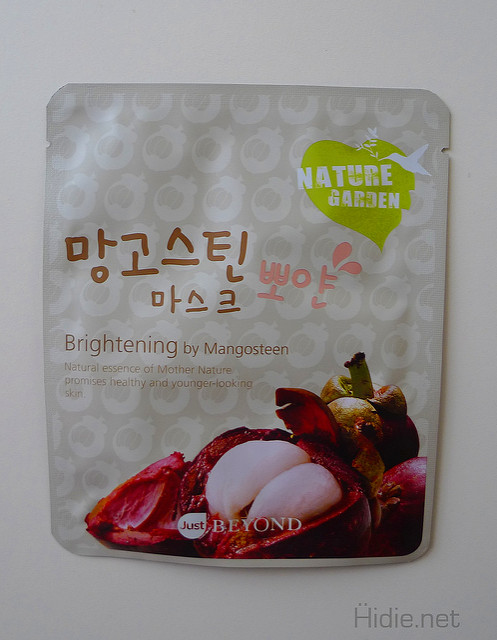 NATURE
GARDEN
망고스틴
마스크 뽀얀
Brightening by Mangosteen
Natural essence of Mother Nature
promises healthy and younger-looking
skin
Just BEYOND
Hidie.net